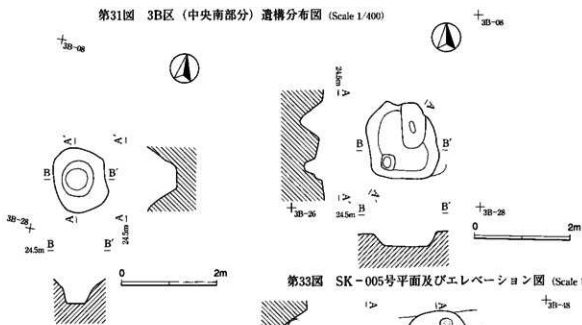 第31図 3B区（中央南部分）遺構分布図 (Scale 1/400)
3B-08
3B-08
A'
A'
B
B'
A
A
24.5m
3B-28
24.5m
B
B'
0
2m
24.5m
A
A
B
B'
A'
A'
3B-26
24.5m
B
B'
3B-28
0
2m
第33図 SK－005号平面及びエレベーション図 (Scale
A
A
3B-48